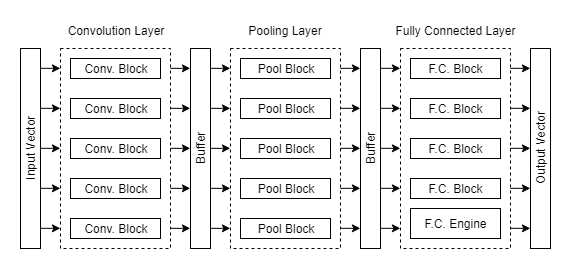 Convolution Layer
Pooling Layer
Fully Connected Layer
Input Vector
Conv. Block
Conv. Block
Conv. Block
Conv. Block
Conv. Block
Buffer
Pool Block
Pool Block
Pool Block
Pool Block
Pool Block
Buffer
F.C. Block
F.C. Block
F.C. Block
F.C. Block
F.C. Engine
Output Vector